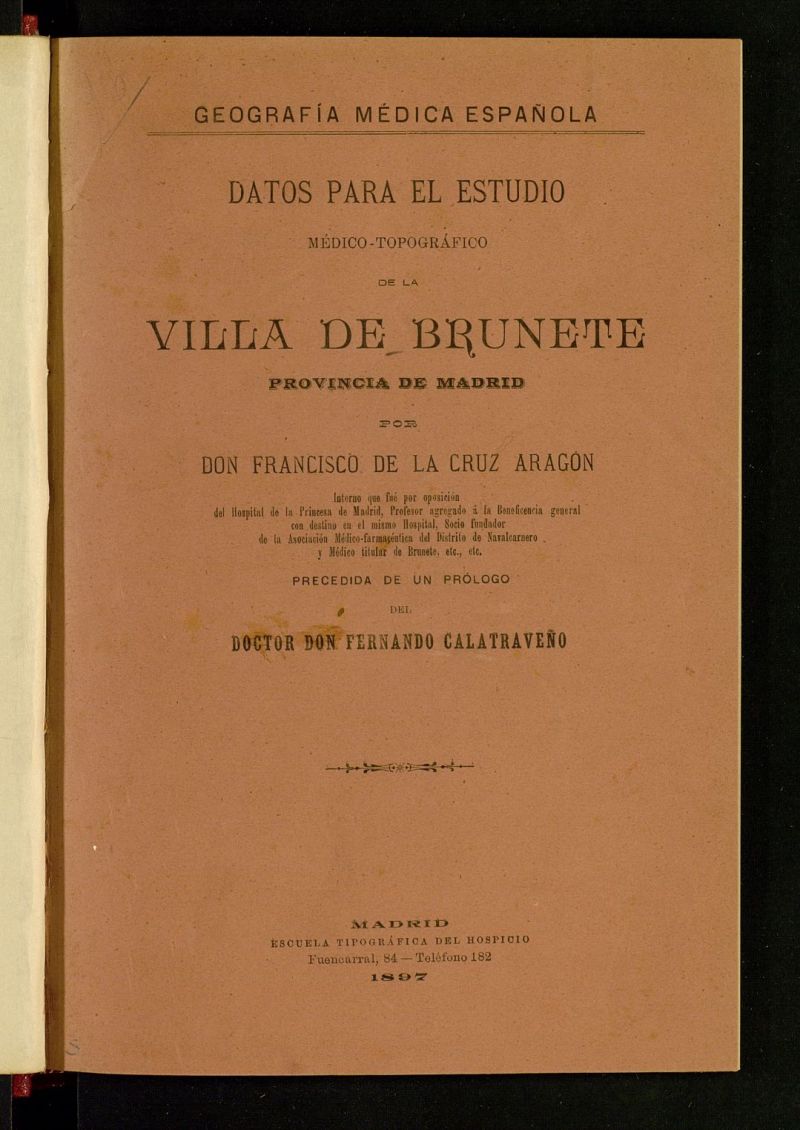 GEOGRAFÍA MÉDICA ESPAÑOLA
DATOS PARA EL ESTUDIO
MÉDICO-TOPOGRÁFICO
DE LA
VILLA DE BRUNETE
PROVINCIA DE MADRID
POR
DON FRANCISCO DE LA CRUZ ARAGÓN
Interno que fué por oposición
del Hospital de la Princesa de Madrid, Profesor agregado á la Beneficencia general
con destino en el mismo Hospital, Socio fundador
de la Asociación Médico-farmacéutica del Distrito de Navalcarnero
y Médico titular de Brunete, etc., etc.
PRECEDIDA DE UN PRÓLOGO
DEL
DOCTOR DON FERNANDO CALATRAVEÑO
MADRID
ESCUELA TIPOGRÁFICA DEL HOSPICIO
Fuencarral, 84 — Teléfono 182
1897